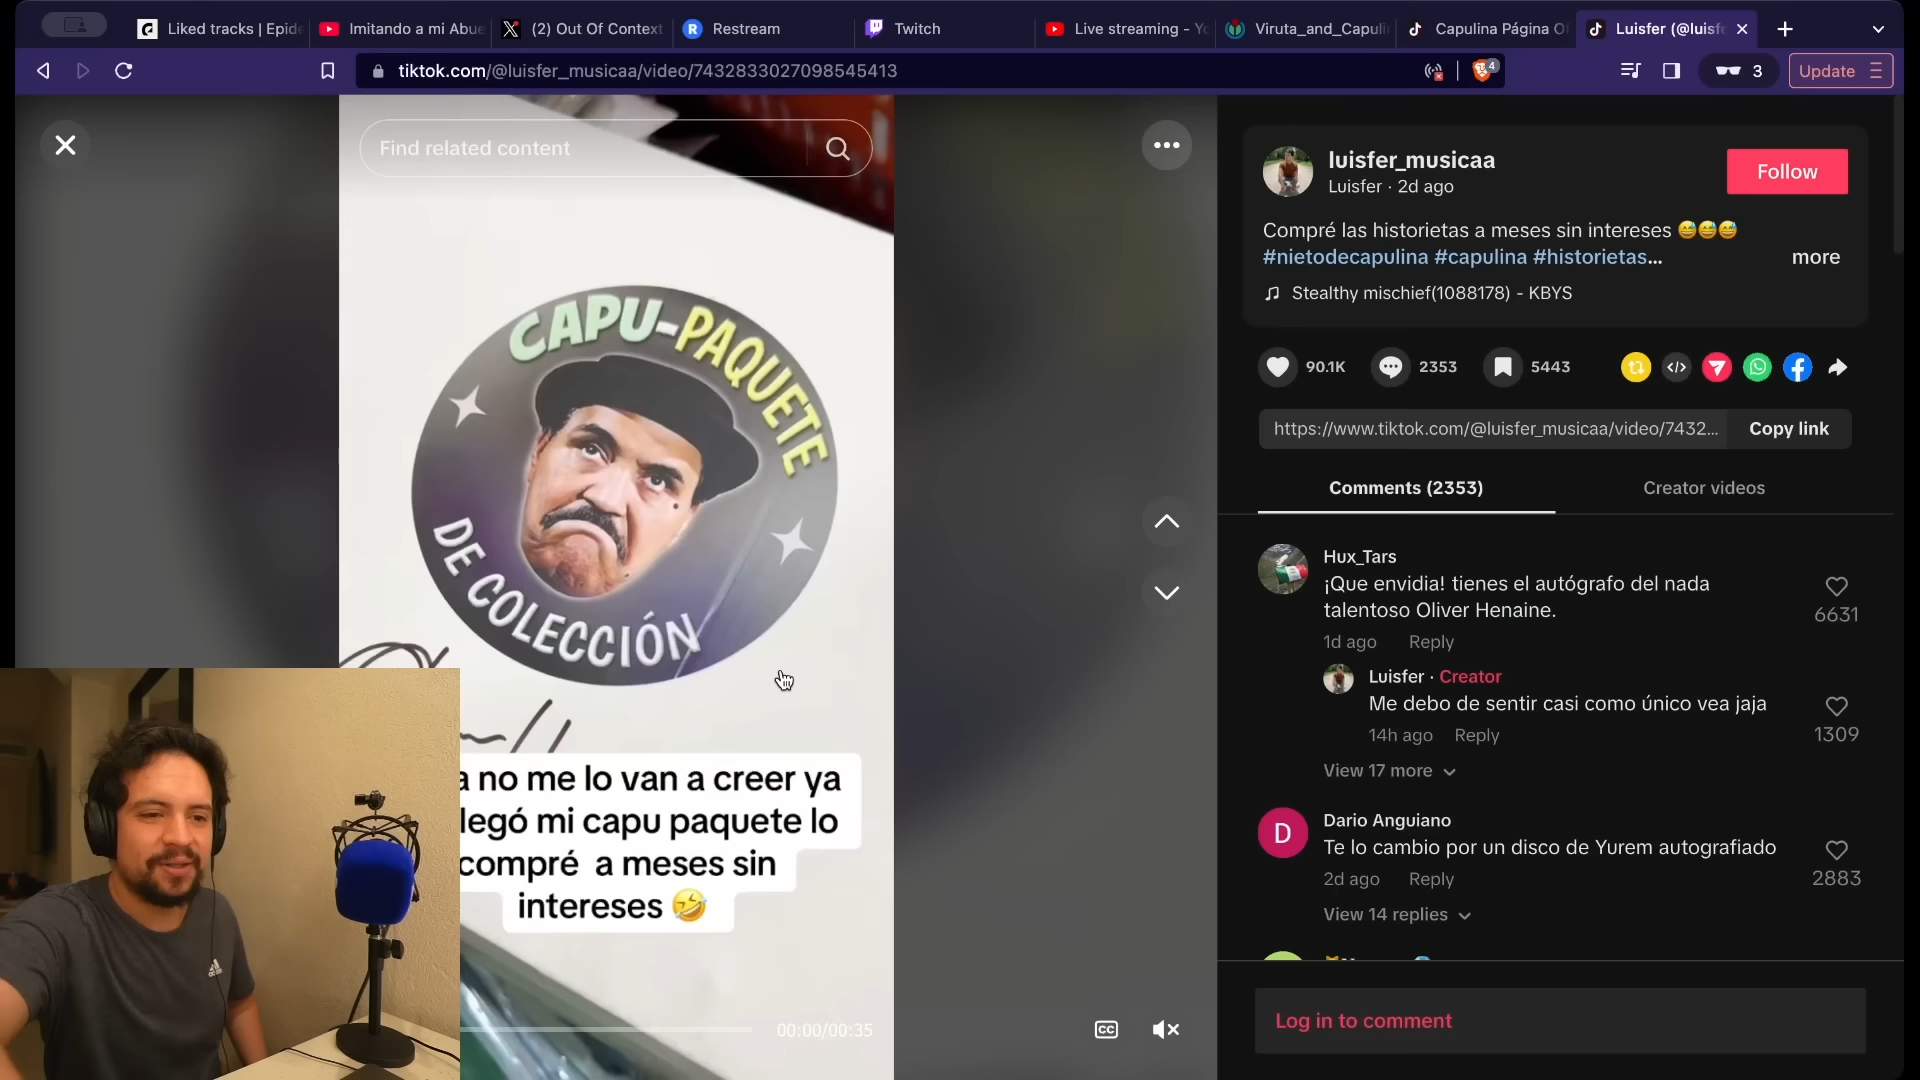 Liked tracks | Epide
Imitando a mi Abue
(2) Out Of Context
Restream
Twitch
Live streaming - Yo
Viruta_and_Capuli
Capulina Página O
Luisfer (@luisf
tiktok.com/@luisfer_musicaa/video/7432833027098545413
4
3
Update
Find related content
CAPU-PAQUETE
DE COLECCIÓN
a no me lo van a creer ya
legó mi capu paquete lo
compré a meses sin
intereses 🤣
00:00/00:35
CC
luisfer_musicaa
Luisfer · 2d ago
Follow
Compré las historietas a meses sin intereses 😅😅😅
#nietodecapulina #capulina #historietas...
more
Stealthy mischief(1088178) - KBYS
90.1K
2353
5443
https://www.tiktok.com/@luisfer_musicaa/video/7432...
Copy link
Comments (2353)
Creator videos
Hux_Tars
¡Que envidia! tienes el autógrafo del nada
talentoso Oliver Henaine.
6631
1d ago Reply
Luisfer · Creator
Me debo de sentir casi como único vea jaja
1309
14h ago Reply
View 17 more
D
Dario Anguiano
Te lo cambio por un disco de Yurem autografiado
2883
2d ago Reply
View 14 replies
Log in to comment